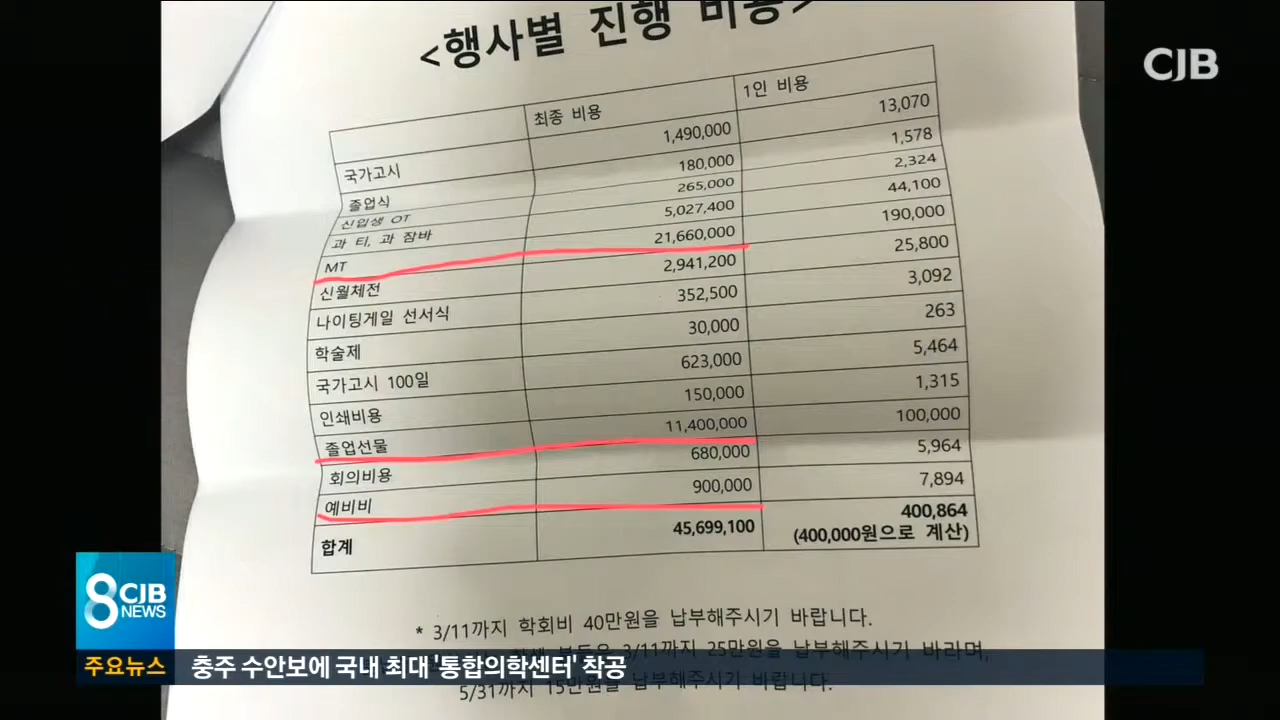 <행사별 진행 비용>
CJB
최종 비용 1인 비용
국가고시 1,490,000 13,070
졸업식 180,000 1,578
신입생 OT 265,000 2,324
과 티, 과 잠바 5,027,400 44,100
MT 21,660,000 190,000
신월체전 2,941,200 25,800
나이팅게일 선서식 352,500 3,092
학술제 30,000 263
국가고시 100일 623,000 5,464
인쇄비용 150,000 1,315
졸업선물 11,400,000 100,000
회의비용 680,000 5,964
예비비 900,000 7,894
합계 45,699,100 400,864
(400,000원으로 계산)
* 3/11까지 학회비 40만원을 납부해주시기 바랍니다.
3/11까지 25만원을 납부해주시기 바라며,
5/31까지 15만원을 납부해주시기 바랍니다.
8 CJB NEWS
주요뉴스 충주 수안보에 국내 최대 '통합의학센터' 착공